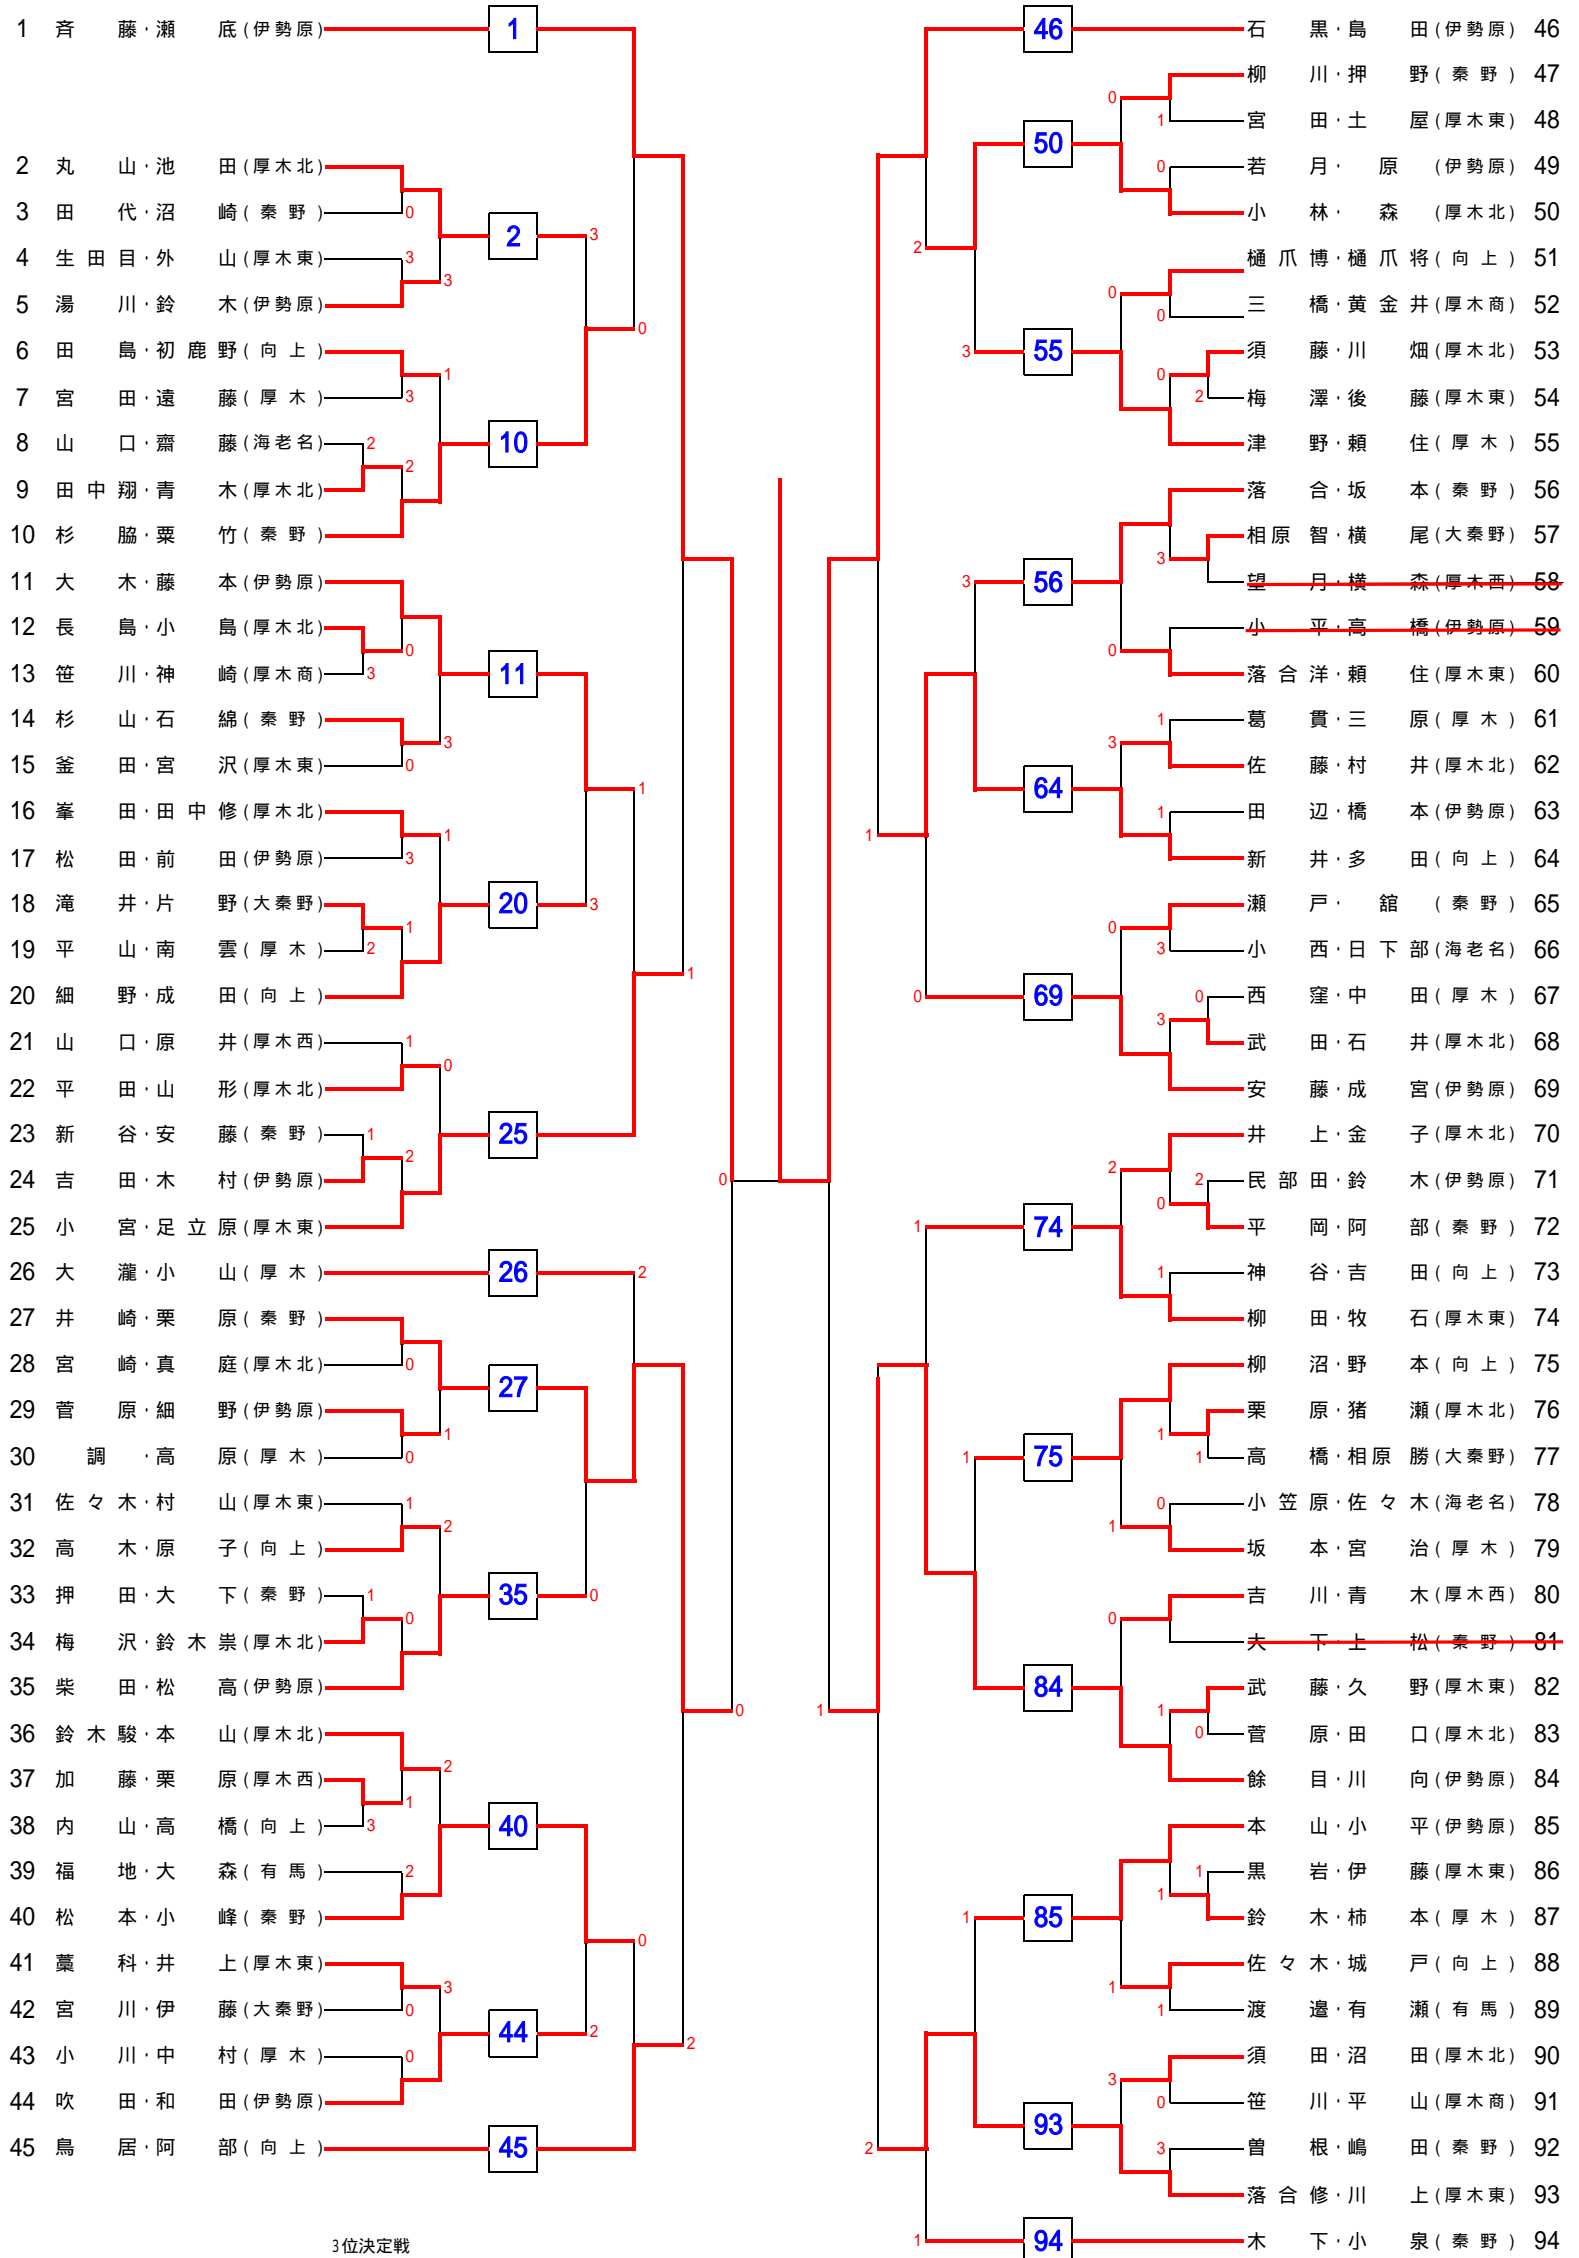 1 斉藤・瀬底(伊勢原)
2 丸山・池田(厚木北)
3 田代・沼崎(秦野)
4 生田目・外山(厚木東)
5 湯川・鈴木(伊勢原)
6 田島・初鹿野(向上)
7 宮田・遠藤(厚木)
8 山口・齋藤(海老名)
9 田中翔・青木(厚木北)
10 杉脇・粟竹(秦野)
11 大木・藤本(伊勢原)
12 長島・小島(厚木北)
13 笹川・神崎(厚木商)
14 杉山・石綿(秦野)
15 釜田・宮沢(厚木東)
16 峯田・田中修(厚木北)
17 松田・前田(伊勢原)
18 滝井・片野(大秦野)
19 平山・南雲(厚木)
20 細野・成田(向上)
21 山口・原井(厚木西)
22 平田・山形(厚木北)
23 新谷・安藤(秦野)
24 吉田・木村(伊勢原)
25 小宮・足立原(厚木東)
26 大瀧・小山(厚木)
27 井崎・栗原(秦野)
28 宮崎・真庭(厚木北)
29 菅原・細野(伊勢原)
30 調・高原(厚木)
31 佐々木・村山(厚木東)
32 高木・原子(向上)
33 押田・大下(秦野)
34 梅沢・鈴木崇(厚木北)
35 柴田・松高(伊勢原)
36 鈴木駿・本山(厚木北)
37 加藤・栗原(厚木西)
38 内山・高橋(向上)
39 福地・大森(有馬)
40 松本・小峰(秦野)
41 藁科・井上(厚木東)
42 宮川・伊藤(大秦野)
43 小川・中村(厚木)
44 吹田・和田(伊勢原)
45 鳥居・阿部(向上)
1
2
10
11
20
25
26
27
35
40
44
45
3位決定戦
46
50
55
56
64
69
74
75
84
85
93
94
石黒・島田(伊勢原) 46
柳川・押野(秦野) 47
宮田・土屋(厚木東) 48
若月・原(伊勢原) 49
小林・森(厚木北) 50
樋爪博・樋爪将(向上) 51
三橋・黄金井(厚木商) 52
須藤・川畑(厚木北) 53
梅澤・後藤(厚木東) 54
津野・頼住(厚木) 55
落合・坂本(秦野) 56
相原智・横尾(大秦野) 57
望月・横森(厚木西) 58
小平・高橋(伊勢原) 59
落合洋・頼住(厚木東) 60
葛貫・三原(厚木) 61
佐藤・村井(厚木北) 62
田辺・橋本(伊勢原) 63
新井・多田(向上) 64
瀬戸・舘(秦野) 65
小西・日下部(海老名) 66
西窪・中田(厚木) 67
武田・石井(厚木北) 68
安藤・成宮(伊勢原) 69
井上・金子(厚木北) 70
民部田・鈴木(伊勢原) 71
平岡・阿部(秦野) 72
神谷・吉田(向上) 73
柳田・牧石(厚木東) 74
柳沼・野本(向上) 75
栗原・猪瀬(厚木北) 76
高橋・相原勝(大秦野) 77
小笠原・佐々木(海老名) 78
坂本・宮治(厚木) 79
吉川・青木(厚木西) 80
大下・上松(秦野) 81
武藤・久野(厚木東) 82
菅原・田口(厚木北) 83
餘目・川向(伊勢原) 84
本山・小平(伊勢原) 85
黒岩・伊藤(厚木東) 86
鈴木・柿本(厚木) 87
佐々木・城戸(向上) 88
渡邉・有瀬(有馬) 89
須田・沼田(厚木北) 90
笹川・平山(厚木商) 91
曽根・嶋田(秦野) 92
落合修・川上(厚木東) 93
木下・小泉(秦野) 94